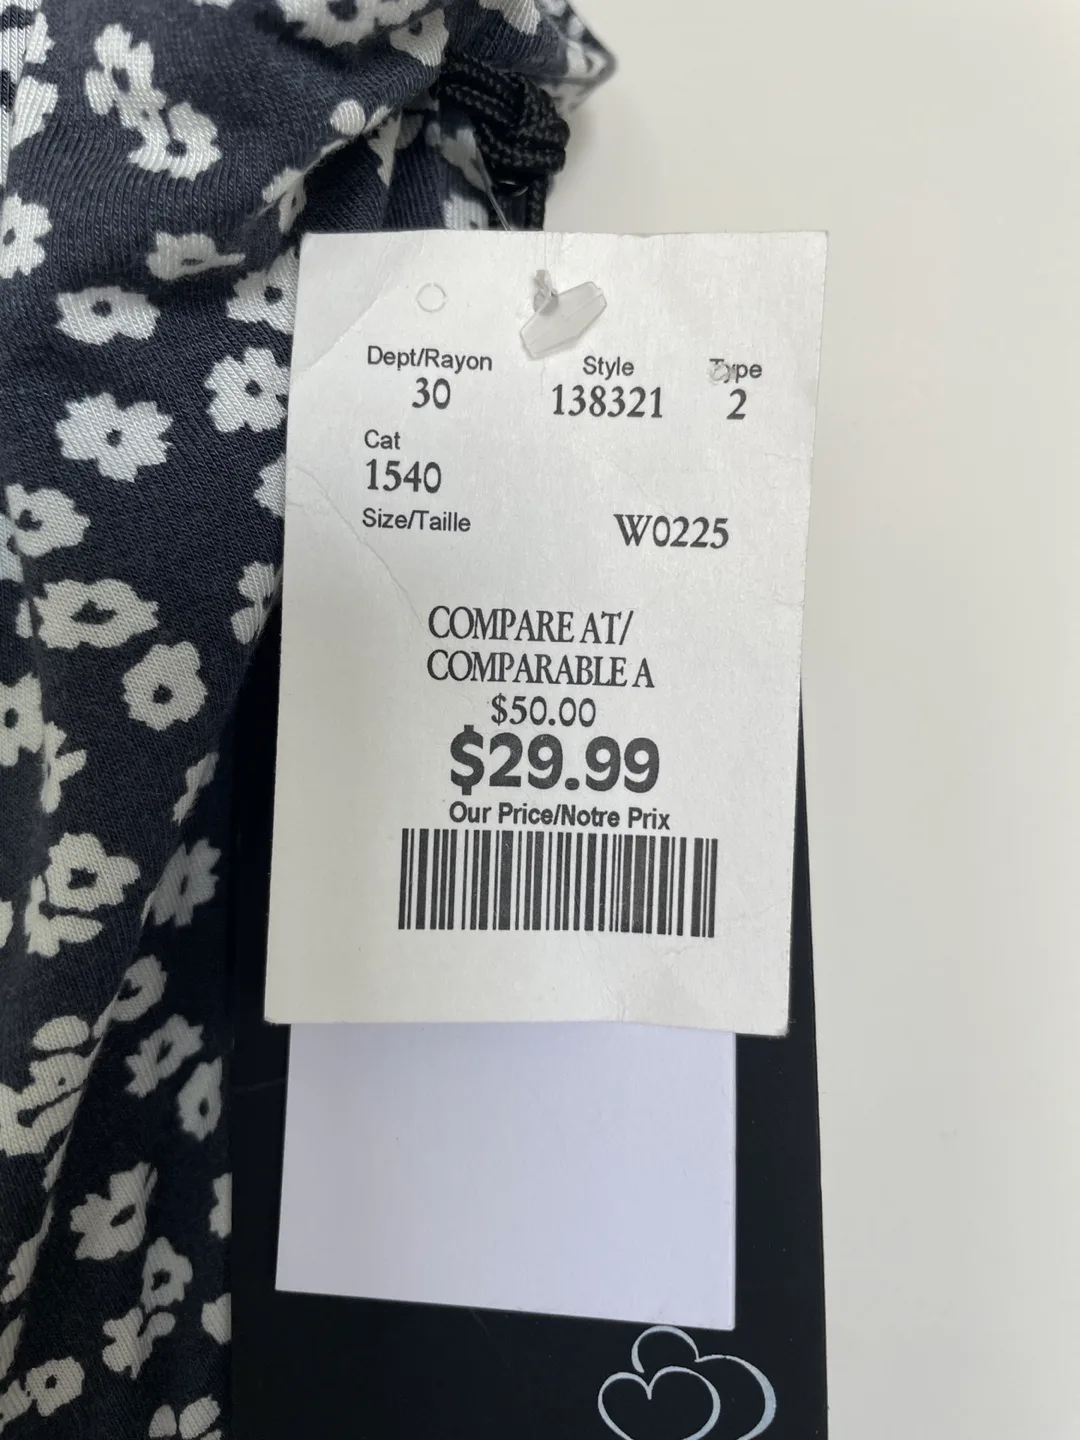 Dept/Rayon Style Type
30 138321 2
Cat
1540
Size/Taille W0225
COMPARE AT/
COMPARABLE A
$50.00
$29.99
Our Price/Notre Prix